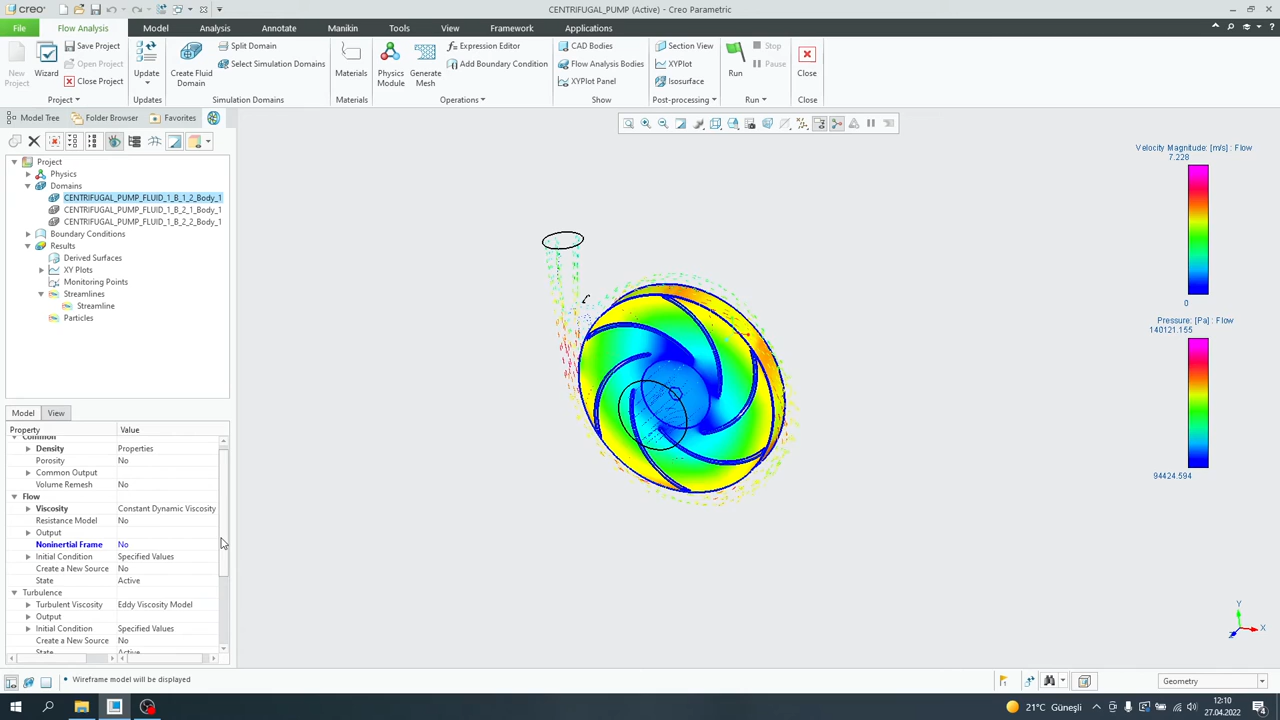 creo
CENTRIFUGAL_PUMP (Active) - Creo Parametric
File Flow Analysis Model Analysis Annotate Manikin Tools View Framework Applications
New Project
Wizard
Save Project
Open Project
Close Project
Project
Update
Updates
Create Fluid Domain
Split Domain
Select Simulation Domains
Simulation Domains
Materials
Materials
Physics Module
Generate Mesh
Expression Editor
Add Boundary Condition
Operations
CAD Bodies
Flow Analysis Bodies
XYPlot Panel
Show
Section View
XYPlot
Isosurface
Post-processing
Run
Stop
Pause
Run
Close
Close
Model Tree Folder Browser Favorites
Project
Physics
Domains
CENTRIFUGAL_PUMP_FLUID_1_B_1_2_Body_1
CENTRIFUGAL_PUMP_FLUID_1_B_2_1_Body_1
CENTRIFUGAL_PUMP_FLUID_1_B_2_2_Body_1
Boundary Conditions
Results
Derived Surfaces
XY Plots
Monitoring Points
Streamlines
Streamline
Particles
Model View
Property Value
Common
Density Properties
Porosity No
Common Output
Volume Remesh No
Flow
Viscosity Constant Dynamic Viscosity
Resistance Model No
Output
Noninertial Frame No
Initial Condition Specified Values
Create a New Source No
State Active
Turbulence
Turbulent Viscosity Eddy Viscosity Model
Output
Initial Condition Specified Values
Create a New Source No
State Active
Velocity Magnitude: [m/s] : Flow
7.228
0
Pressure: [Pa] : Flow
140121.155
94424.594
Y
X
Z
Wireframe model will be displayed
Geometry
21°C Güneşli
12:10
27.04.2022